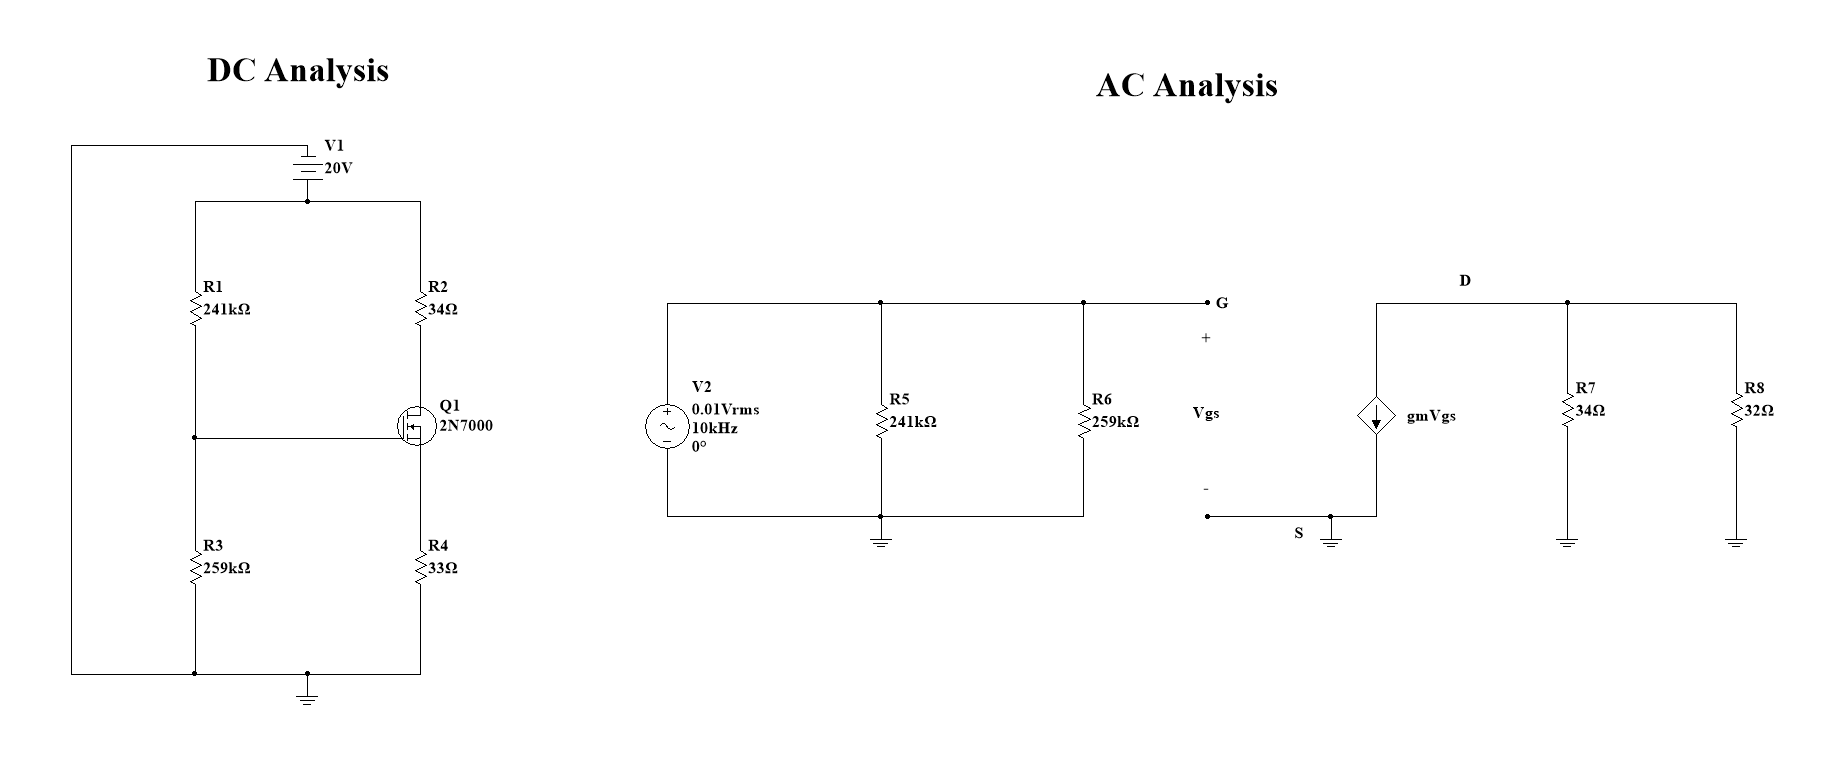 DC Analysis
AC Analysis
V1
20V
R1
241kΩ
R2
34Ω
Q1
2N7000
R3
259kΩ
R4
33Ω
V2
0.01Vrms
10kHz
0°
R5
241kΩ
R6
259kΩ
G
+
Vgs
-
S
D
gmVgs
R7
34Ω
R8
32Ω